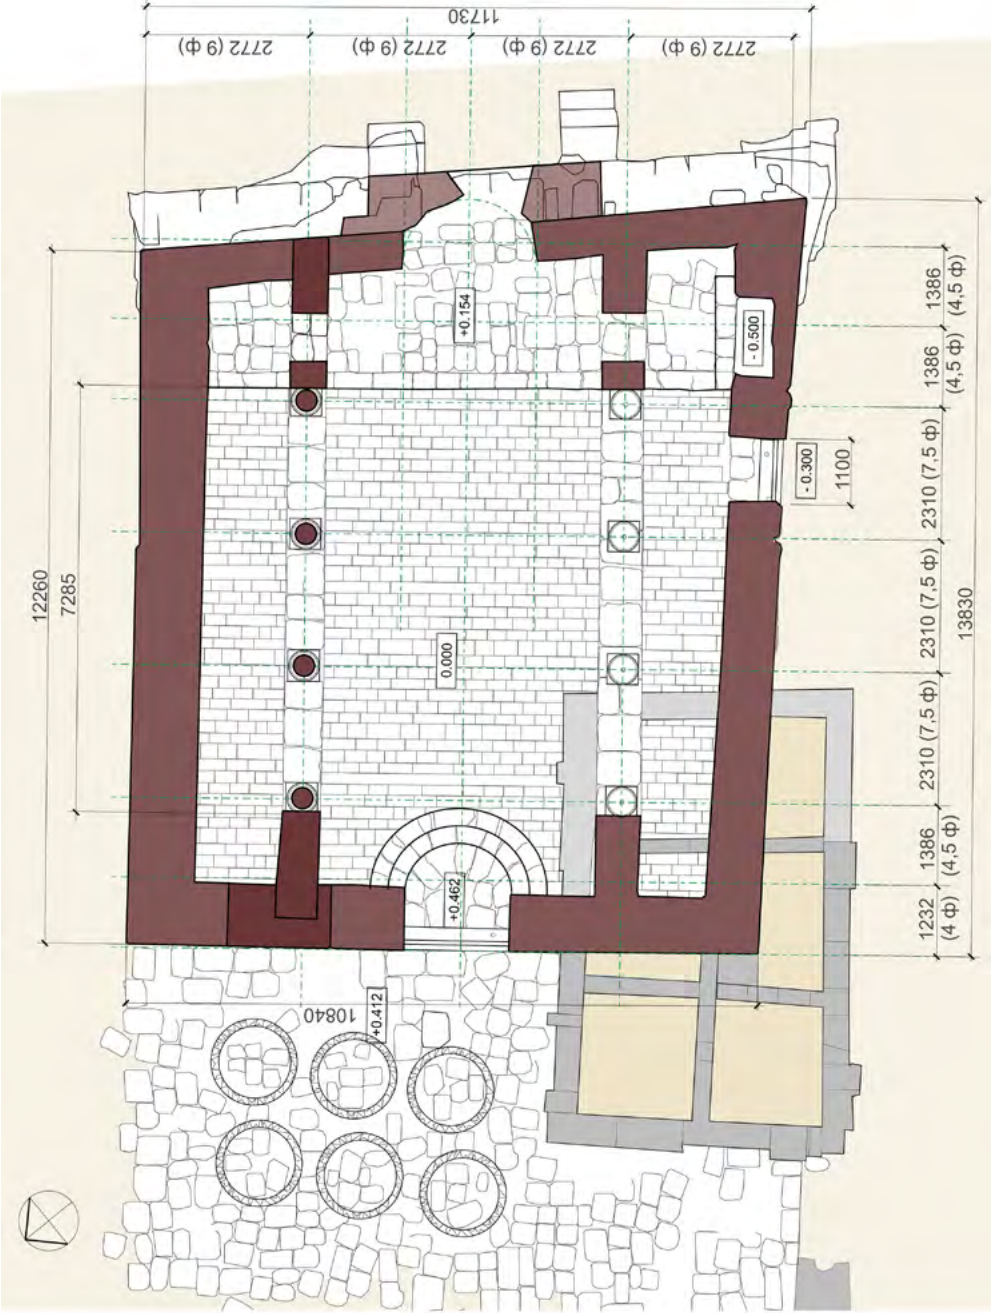 11730
2772 (9 ф)
2772 (9 ф)
2772 (9 ф)
2772 (9 ф)
+0.154
- 0.500
1386
(4,5 ф)
1386
(4,5 ф)
- 0.300
1100
2310 (7,5 ф)
2310 (7,5 ф)
2310 (7,5 ф)
12260
7285
0.000
13830
1386
(4,5 ф)
1232
(4 ф)
+0.462
10840
+0.412